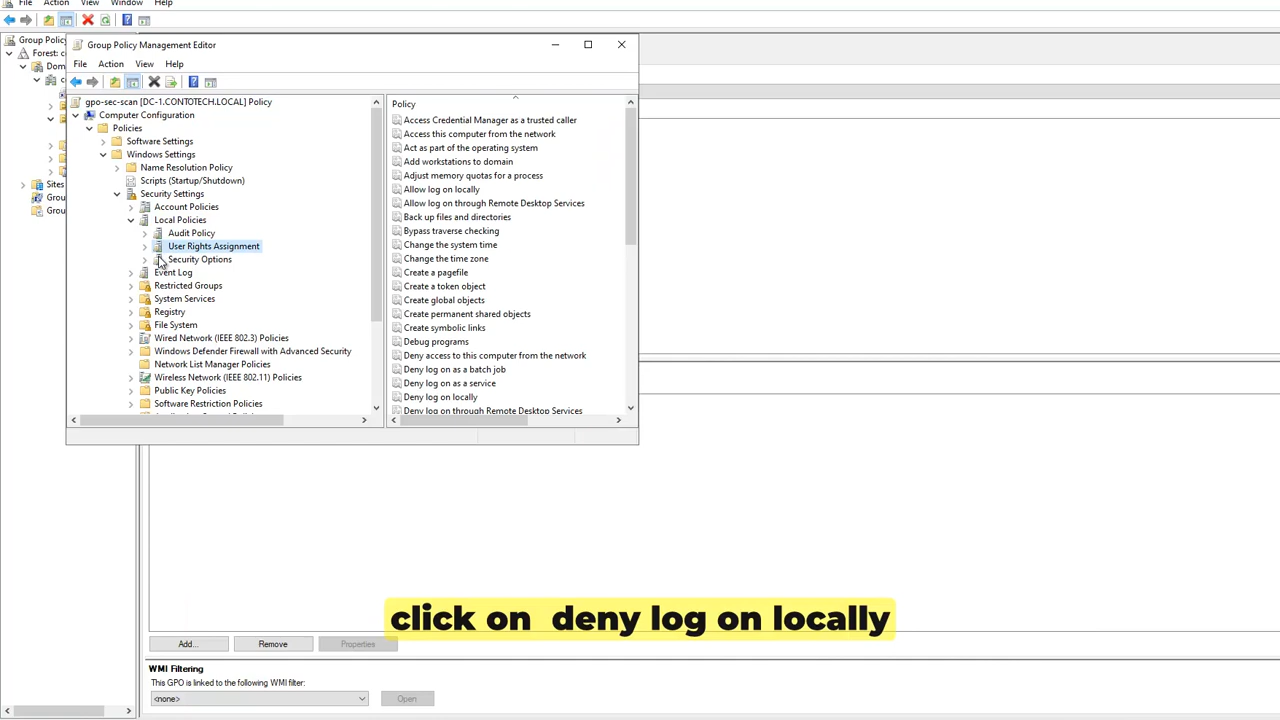 File Action View Window Help
Group Policy
Forest: c
Dom
c
Sites
Grou
Grou
Group Policy Management Editor
File Action View Help
gpo-sec-scan [DC-1.CONTOTECH.LOCAL] Policy
Computer Configuration
Policies
Software Settings
Windows Settings
Name Resolution Policy
Scripts (Startup/Shutdown)
Security Settings
Account Policies
Local Policies
Audit Policy
User Rights Assignment
Security Options
Event Log
Restricted Groups
System Services
Registry
File System
Wired Network (IEEE 802.3) Policies
Windows Defender Firewall with Advanced Security
Network List Manager Policies
Wireless Network (IEEE 802.11) Policies
Public Key Policies
Software Restriction Policies
Policy
Access Credential Manager as a trusted caller
Access this computer from the network
Act as part of the operating system
Add workstations to domain
Adjust memory quotas for a process
Allow log on locally
Allow log on through Remote Desktop Services
Back up files and directories
Bypass traverse checking
Change the system time
Change the time zone
Create a pagefile
Create a token object
Create global objects
Create permanent shared objects
Create symbolic links
Debug programs
Deny access to this computer from the network
Deny log on as a batch job
Deny log on as a service
Deny log on locally
Deny log on through Remote Desktop Services
click on deny log on locally
Add... Remove Properties
WMI Filtering
This GPO is linked to the following WMI filter:
<none> Open